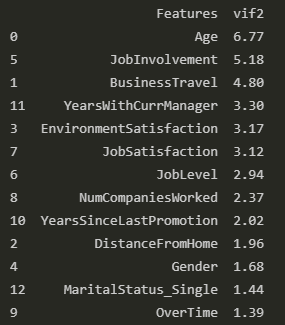 Features vif2
0 Age 6.77
5 JobInvolvement 5.18
1 BusinessTravel 4.80
11 YearsWithCurrManager 3.30
3 EnvironmentSatisfaction 3.17
7 JobSatisfaction 3.12
6 JobLevel 2.94
8 NumCompaniesWorked 2.37
10 YearsSinceLastPromotion 2.02
2 DistanceFromHome 1.96
4 Gender 1.68
12 MaritalStatus_Single 1.44
9 OverTime 1.39